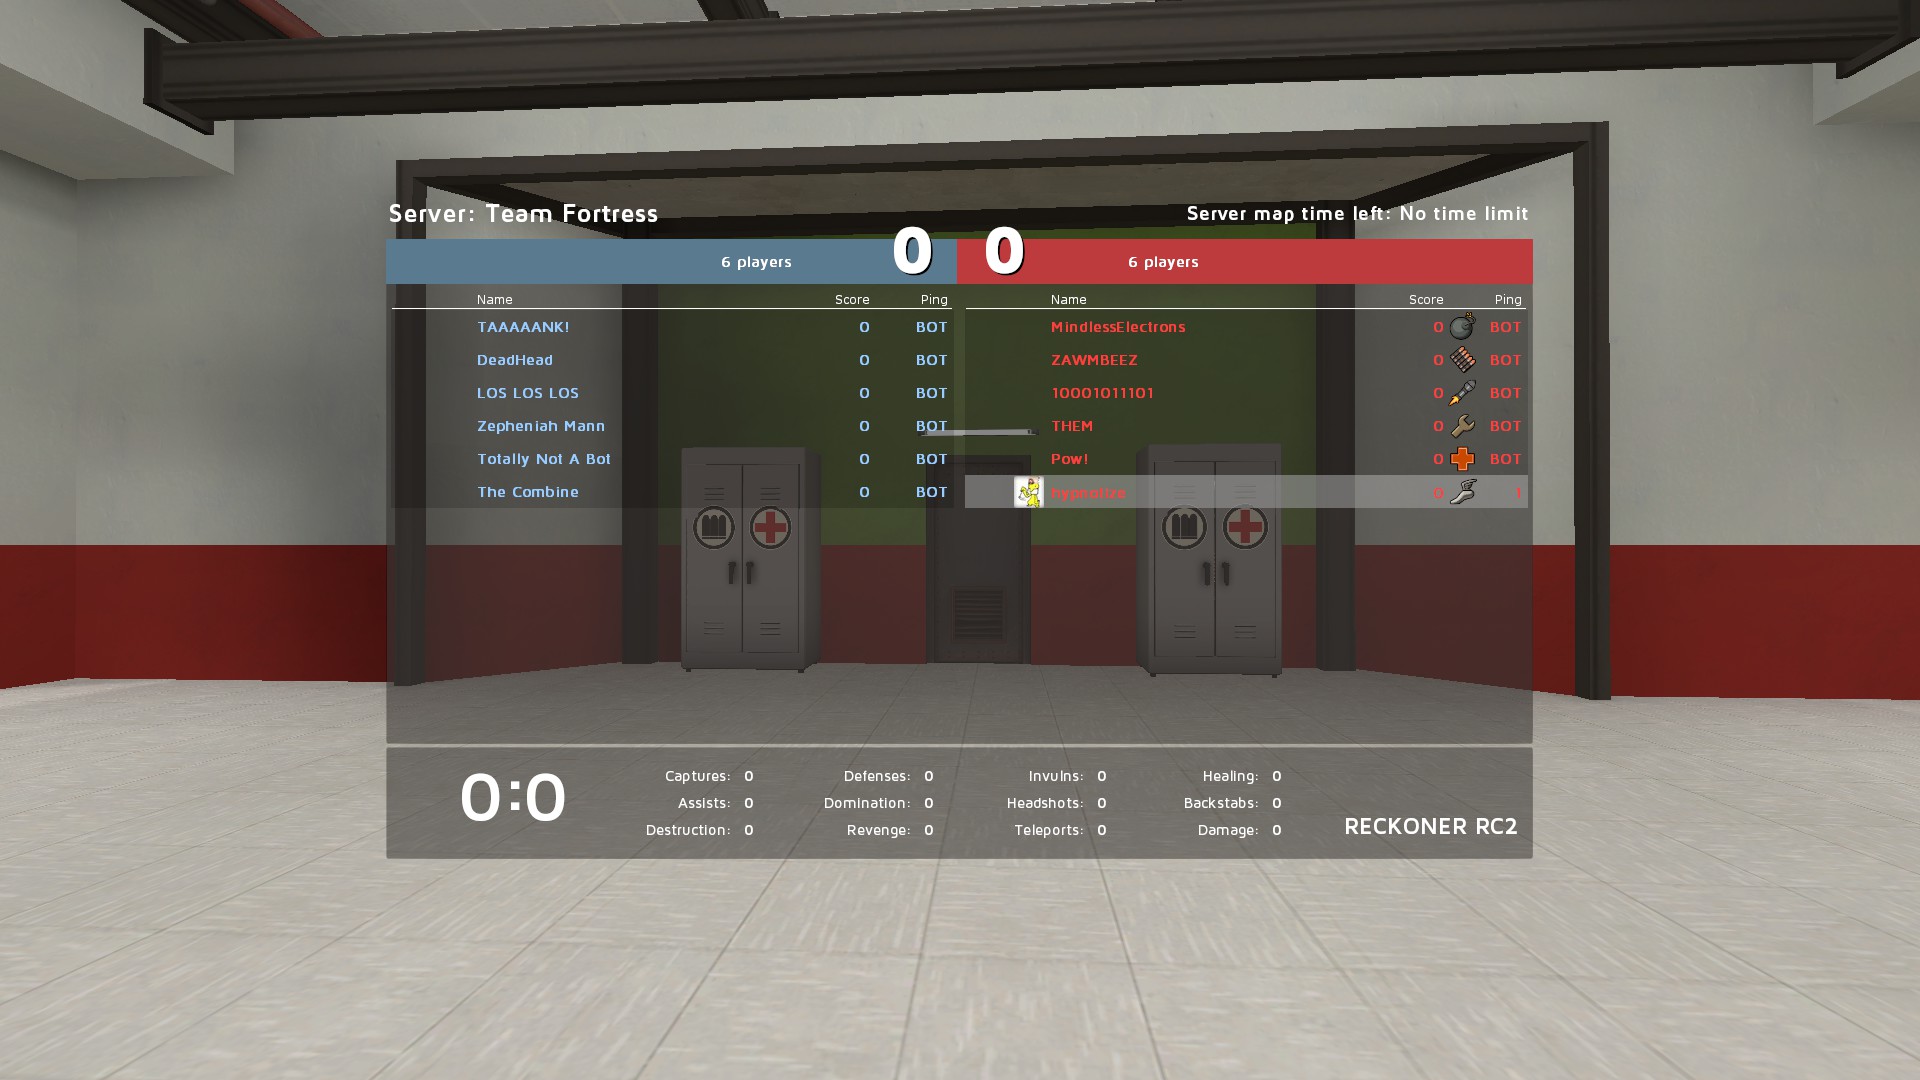 Server: Team Fortress
Server map time left: No time limit
6 players 0
0 6 players
Name Score Ping
TAAAAANK! 0 BOT
DeadHead 0 BOT
LOS LOS LOS 0 BOT
Zepheniah Mann 0 BOT
Totally Not A Bot 0 BOT
The Combine 0 BOT
Name Score Ping
MindlessElectrons 0 BOT
ZAWMBEEZ 0 BOT
10001011101 0 BOT
THEM 0 BOT
Pow! 0 BOT
hypnotize 0 1
0:0
Captures: 0 Defenses: 0 Invulns: 0 Healing: 0
Assists: 0 Domination: 0 Headshots: 0 Backstabs: 0
Destruction: 0 Revenge: 0 Teleports: 0 Damage: 0
RECKONER RC2